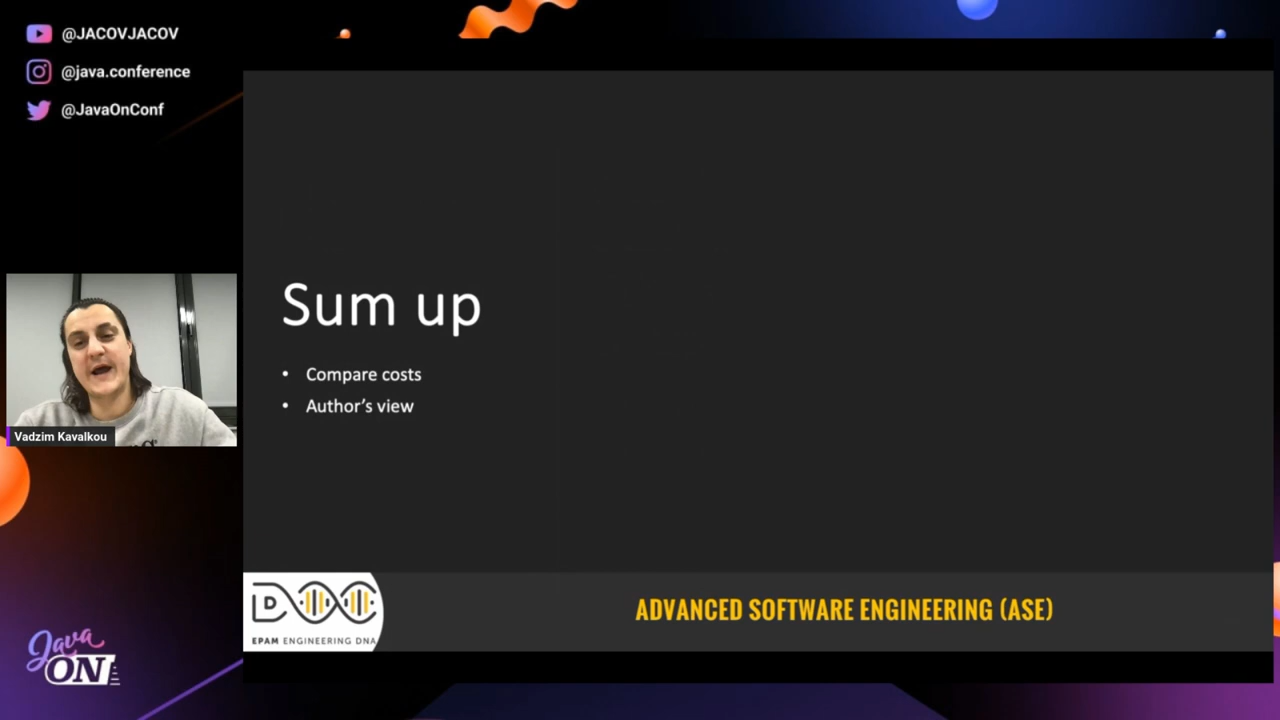 @JACOVJACOV
@java.conference
@JavaOnConf
Sum up
• Compare costs
• Author's view
Vadzim Kavalkou
EPAM ENGINEERING DNA
ADVANCED SOFTWARE ENGINEERING (ASE)
Java
ON